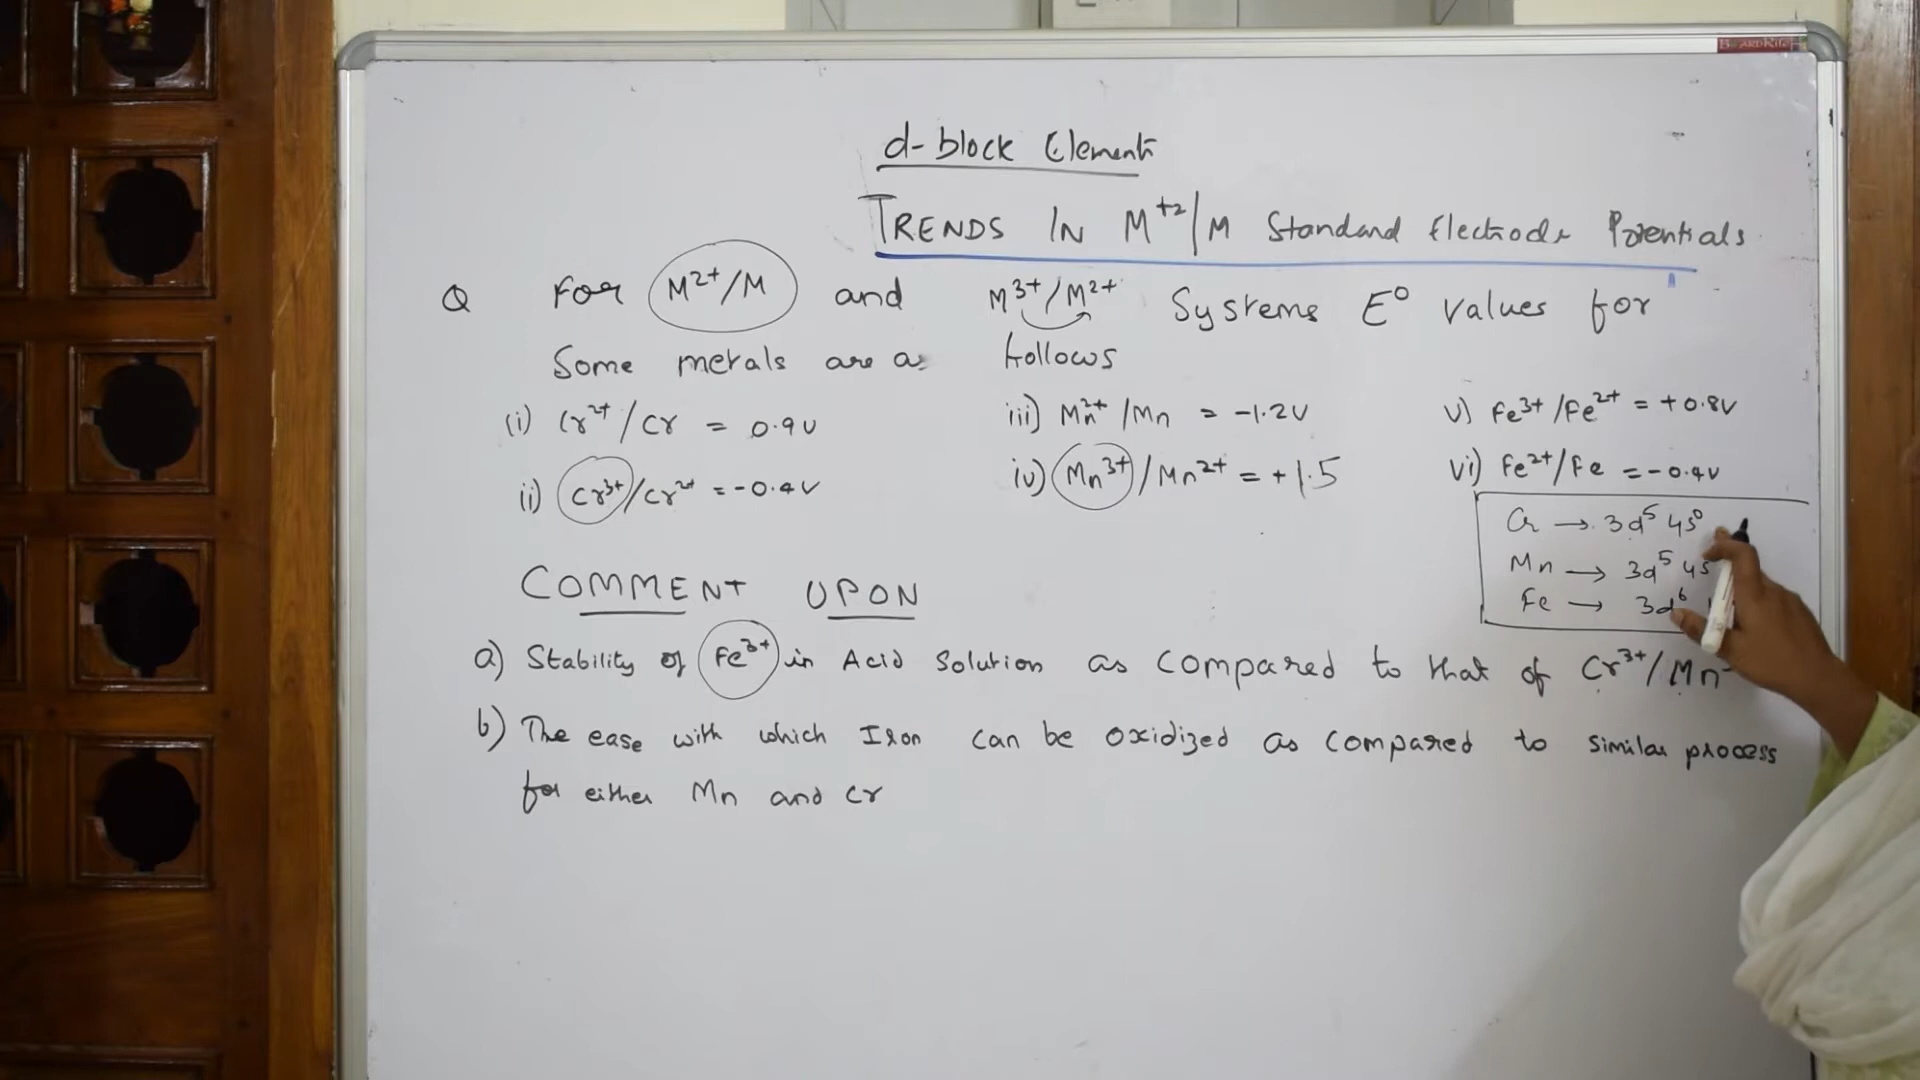 d-block Element
TRENDS IN M⁺²/M Standard Electrode Potentials
Q For M²⁺/M and M³⁺/M²⁺ Systems E⁰ values for
Some metals are as follows
(i) Cr²⁺/Cr = 0.9V
ii) Cr³⁺/Cr²⁺ = -0.4V
iii) Mn²⁺/Mn = -1.2V
iv) Mn³⁺/Mn²⁺ = +1.5
v) Fe³⁺/Fe²⁺ = +0.8V
vi) Fe²⁺/Fe = -0.4V
Cr → 3d⁵ 4s⁰
Mn → 3d⁵ 4s
Fe → 3d⁶
COMMENT UPON
a) Stability of Fe³⁺ in Acid Solution as compared to that of Cr³⁺/Mn
b) The ease with which Iron can be oxidized as compared to similar process
for either Mn and Cr